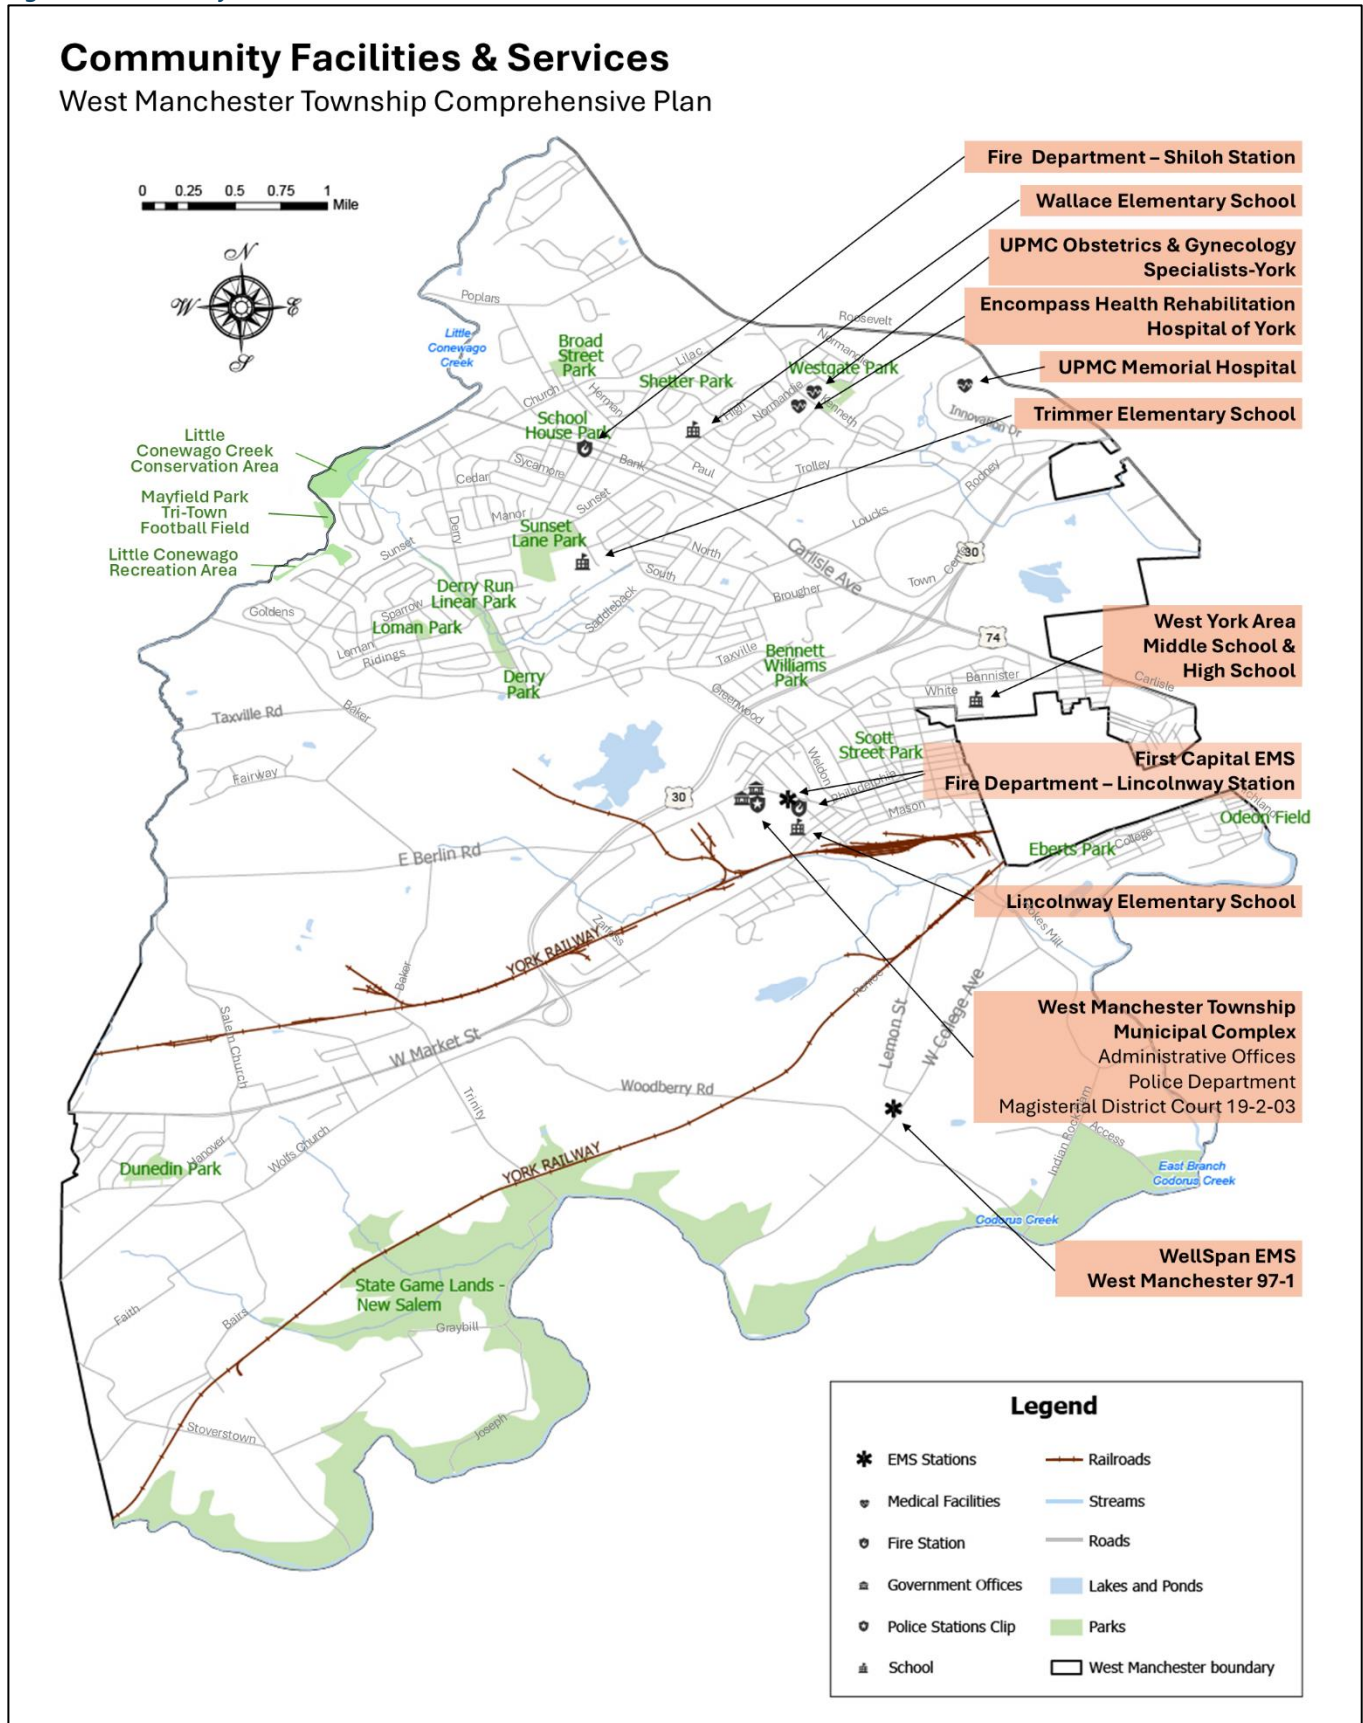 Community Facilities & Services
West Manchester Township Comprehensive Plan
0 0.25 0.5 0.75 1
Mile
N
W
E
S
Fire Department – Shiloh Station
Wallace Elementary School
UPMC Obstetrics & Gynecology
Specialists-York
Encompass Health Rehabilitation
Hospital of York
UPMC Memorial Hospital
Trimmer Elementary School
Poplars
Roosevelt
Little
Conewago
Creek
Broad
Street
Park
Lilac
Normandie
Shetter Park
Westgate Park
Church
Herman
High
Normandie
Kenneth
Innovation Dr
School
House Park
Little
Conewago Creek
Conservation Area
Sycamore
Bank
Paul
Trolley
Rodney
Cedar
Mayfield Park
Tri-Town
Football Field
Manor
Sunset
Derry
Loucks
Sunset
Lane Park
Little Conewago
Recreation Area
Sunset
North
South
Carlisle Ave
30
Town
Derry Run
Linear Park
Brougher
Goldens
Sparrow
Saddleback
Loman Park
74
Loman
Ridings
Taxville
Bennett
Williams
Park
West York Area
Middle School &
High School
Derry
Park
Greenwood
White
Bannister
Carlisle
Taxville Rd
Baker
Scott
Street Park
Weldon
First Capital EMS
Fire Department – Lincolnway Station
Fairway
Philadelphia
30
Mason
Odeon Field
College
Eberts Park
E Berlin Rd
Lincolnway Elementary School
Zarfoss
YORK RAILWAY
Baker
West Manchester Township
Municipal Complex
Administrative Offices
Police Department
Magisterial District Court 19-2-03
Salem Church
W Market St
Lemon St
W College Ave
Woodberry Rd
Trinity
Hanover
Wolfs Church
Access
YORK RAILWAY
Dunedin Park
East Branch
Codorus Creek
Codorus Creek
WellSpan EMS
West Manchester 97-1
State Game Lands -
New Salem
Faith
Bairs
Graybill
Stoverstown
Joseph
Legend
EMS Stations
Railroads
Medical Facilities
Streams
Fire Station
Roads
Government Offices
Lakes and Ponds
Police Stations Clip
Parks
School
West Manchester boundary